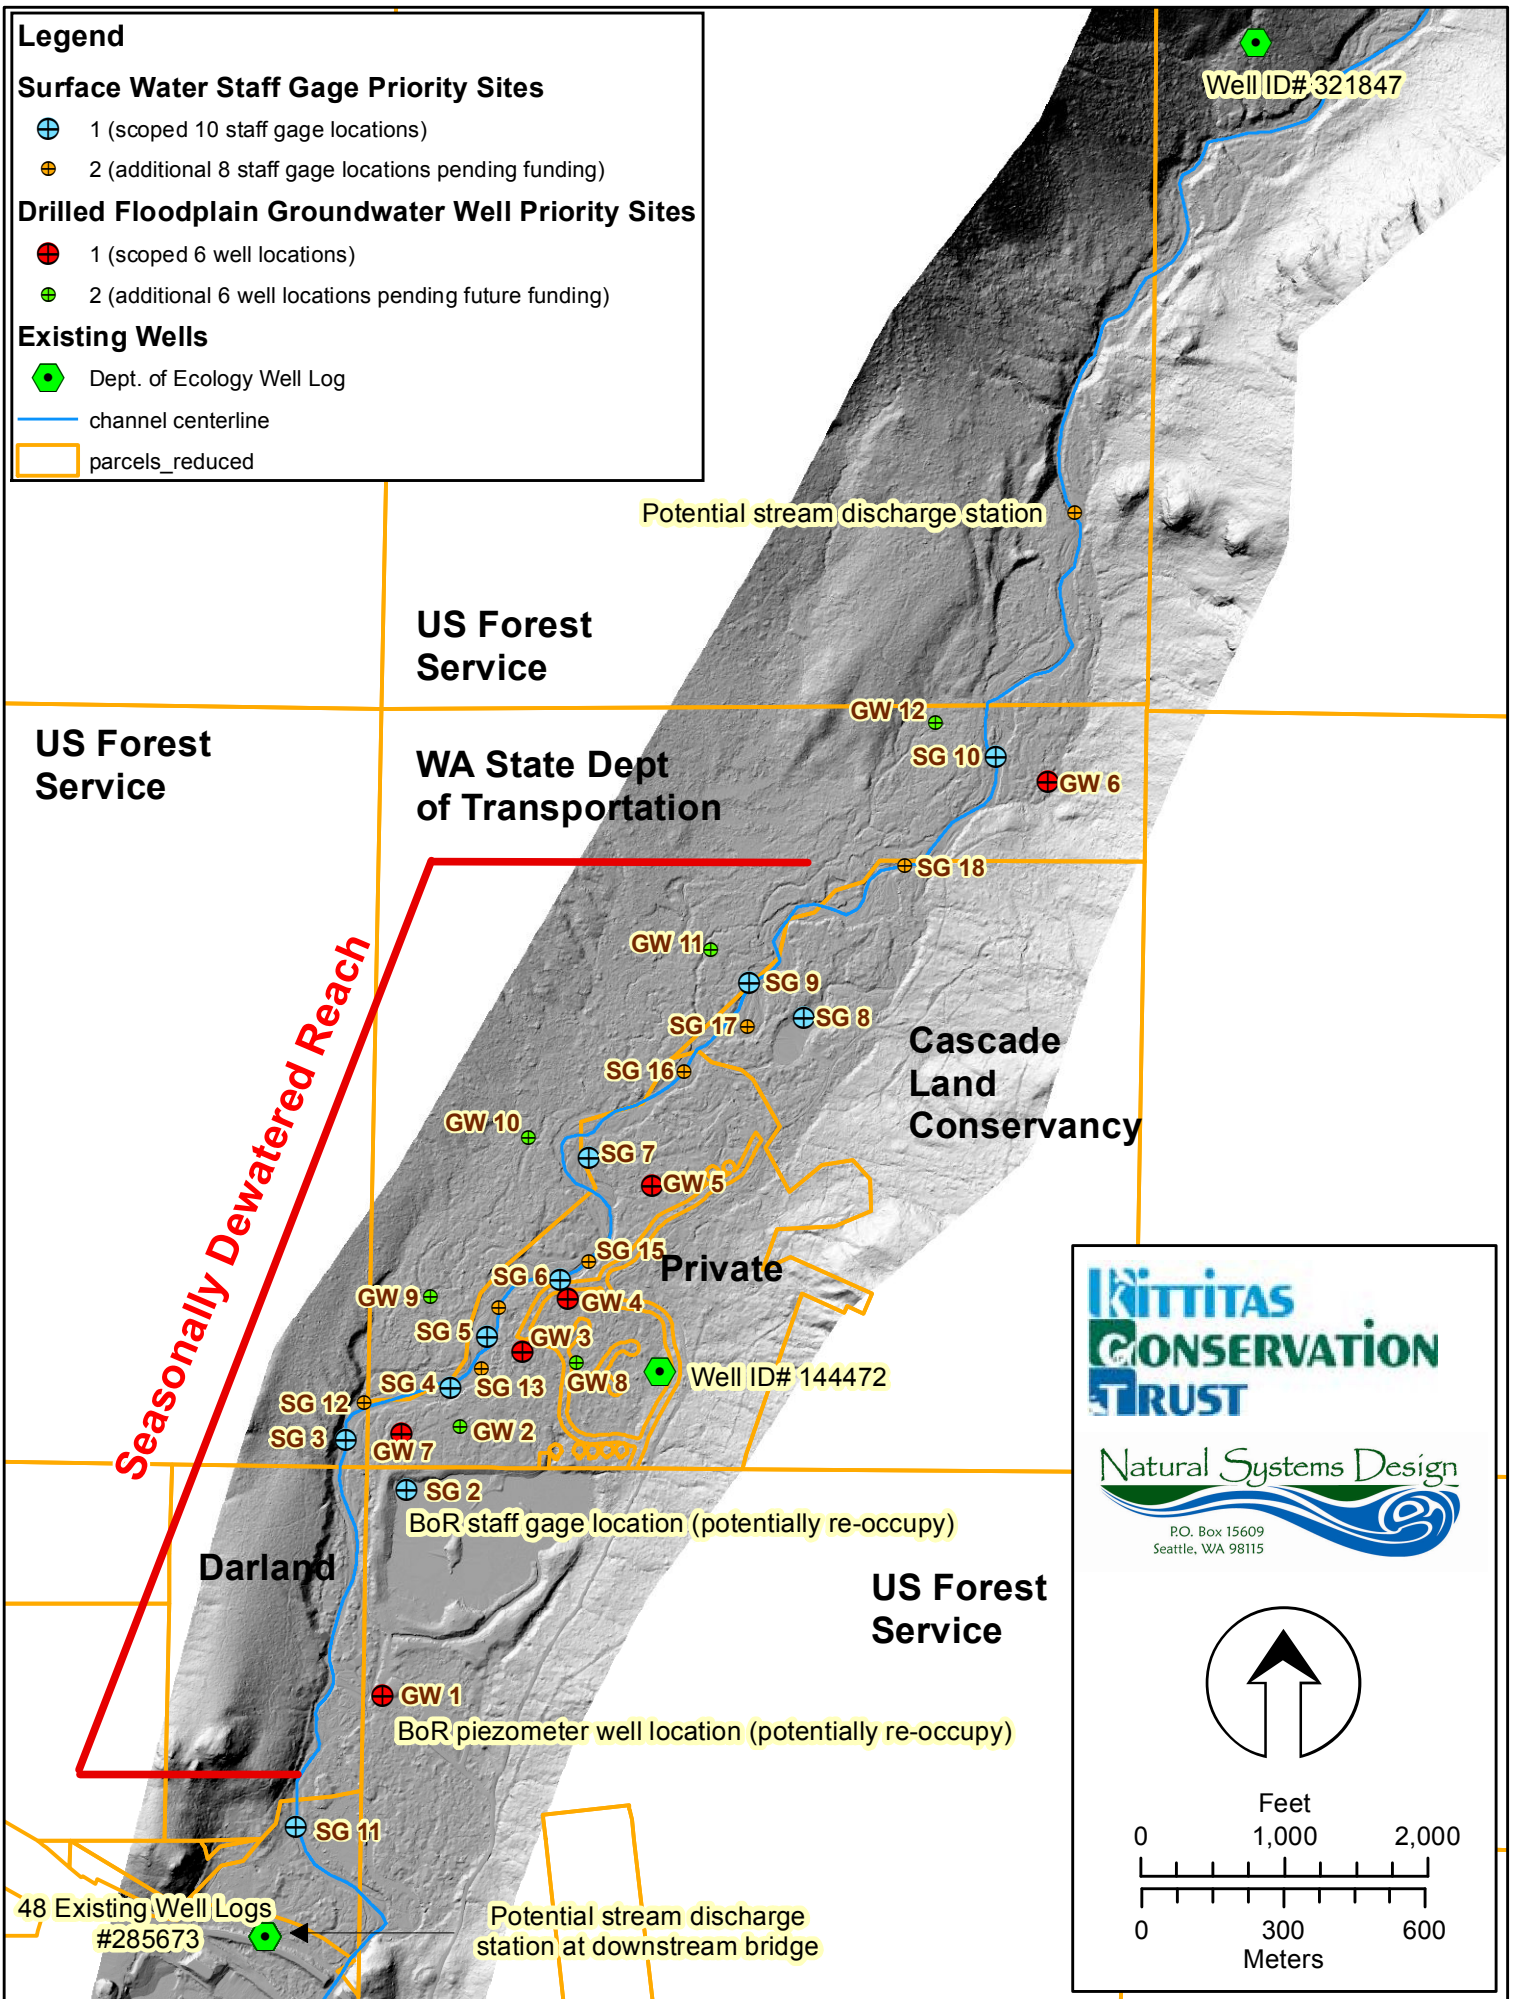 Legend
Surface Water Staff Gage Priority Sites
1 (scoped 10 staff gage locations)
2 (additional 8 staff gage locations pending funding)
Drilled Floodplain Groundwater Well Priority Sites
1 (scoped 6 well locations)
2 (additional 6 well locations pending future funding)
Existing Wells
Dept. of Ecology Well Log
channel centerline
parcels_reduced
Well ID# 321847
Potential stream discharge station
US Forest
Service
US Forest
Service
WA State Dept
of Transportation
GW 12
SG 10
GW 6
SG 18
Seasonally Dewatered Reach
GW 11
SG 9
SG 8
SG 17
SG 16
Cascade
Land
Conservancy
GW 10
SG 7
GW 5
SG 15
Private
SG 6
GW 9
GW 4
SG 5
GW 3
SG 4
SG 13
GW 8
Well ID# 144472
SG 12
SG 3
GW 7
GW 2
SG 2
BoR staff gage location (potentially re-occupy)
Darland
US Forest
Service
GW 1
BoR piezometer well location (potentially re-occupy)
SG 11
48 Existing Well Logs
#285673
Potential stream discharge
station at downstream bridge
KITTITAS
CONSERVATION
TRUST
Natural Systems Design
P.O. Box 15609
Seattle, WA 98115
Feet
0 1,000 2,000
0 300 600
Meters